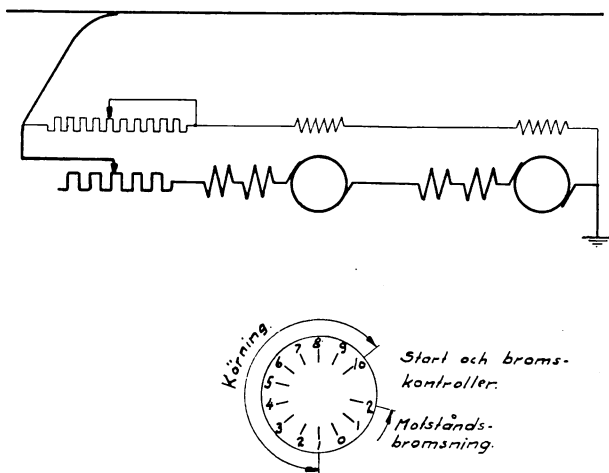 Körning.
7 8 9
6 10
5
4 2
3 1
2 1 0
Start och broms-
kontroller.
Motstånds-
bromsning.